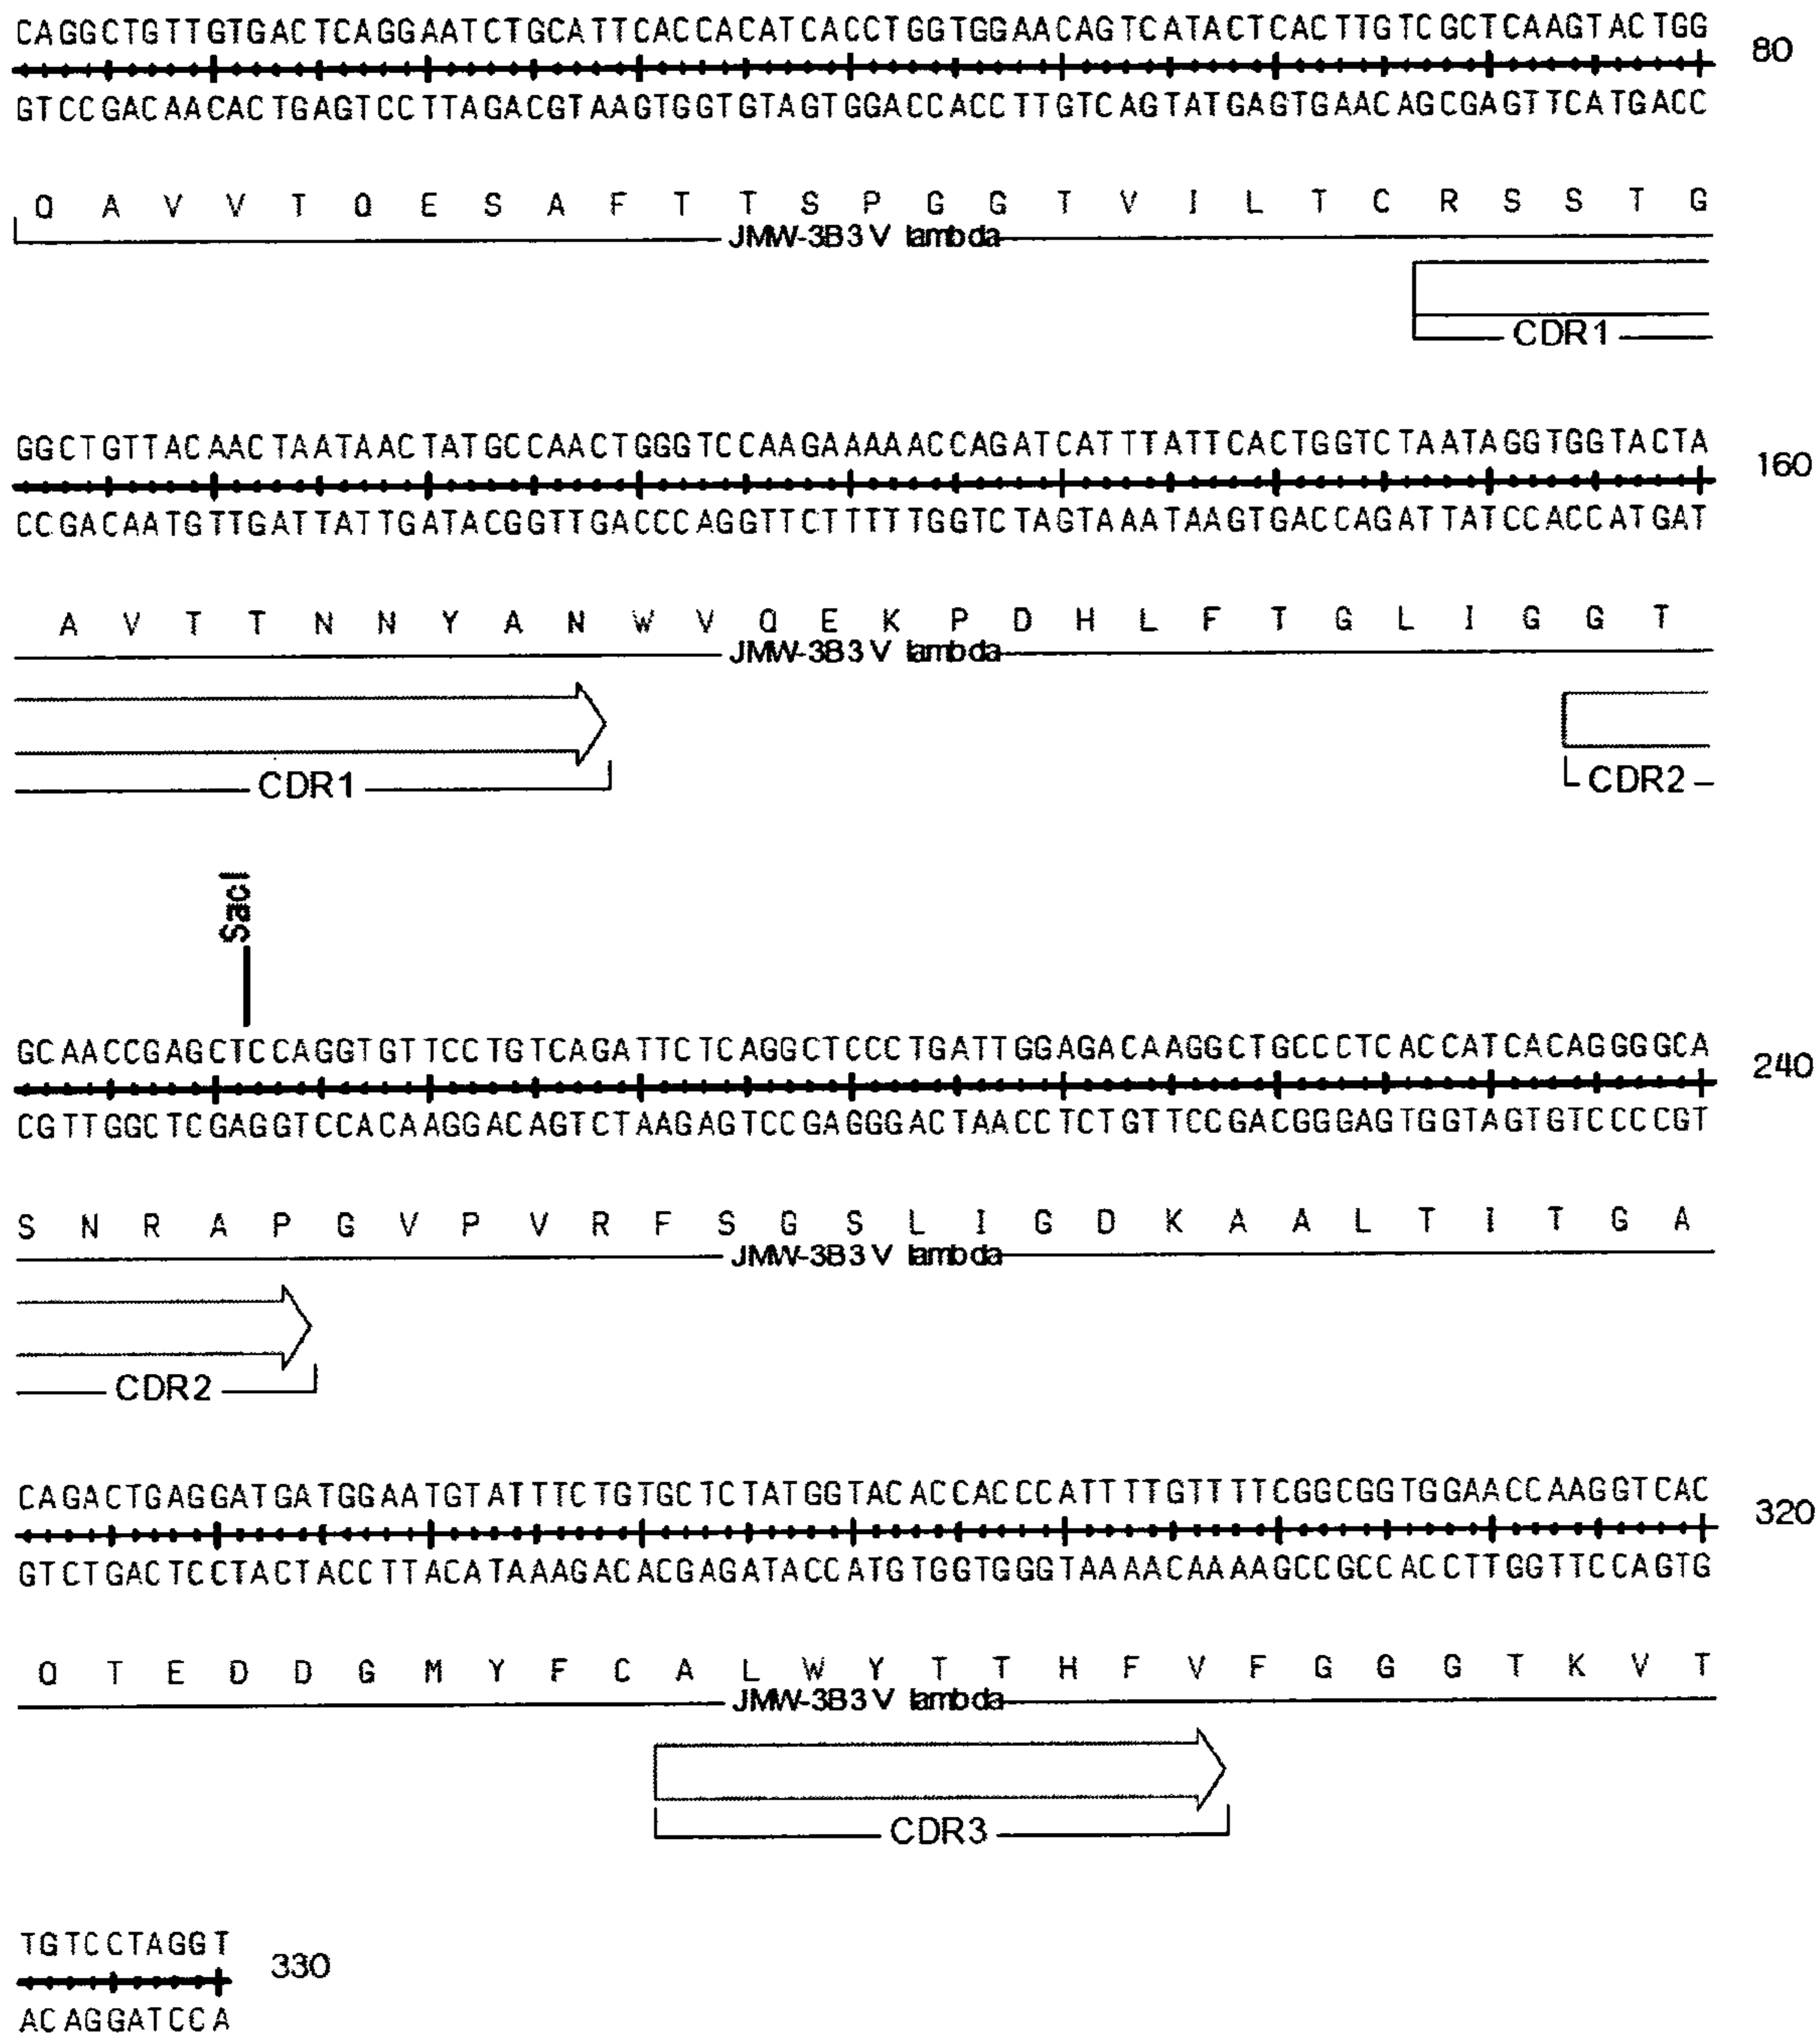 CAGGCTGTTGTGACTCAGGAATCTGCATTCACCACATCACCTGGTGGAACAGTCATACTCACTTGTCGCTCAAGTACTGG
80
GTCCGACAACACTGAGTCCTTAGACGTAAGTGGTGTAGTGGACCACCTTGTCAGTATGAGTGAACAGCGAGTTCATGACC
Q A V V T Q E S A F T T S P G G T V I L T C R S S T G
JMW-3B3 V lambda
CDR1
GGCTGTTACAACTAATAACTATGCCAACTGGGTCCAAGAAAAACCAGATCATTTATTCACTGGTCTAATAGGTGGTACTA
160
CCGACAATGTTGATTATTGATACGGTTGACCCAGGTTCTTTTTGGTCTAGTAAATAAGTGACCAGATTATCCACCATGAT
A V T T N N Y A N W V Q E K P D H L F T G L I G G T
JMW-3B3 V lambda
CDR1 CDR2
SacI
GCAACCGAGCTCCAGGTGTTCCTGTCAGATTCTCAGGCTCCCTGATTGGAGACAAGGCTGCCCTCACCATCACAGGGGCA
240
CGTTGGCTCGAGGTCCACAAGGACAGTCTAAGAGTCCGAGGGACTAACCTCTGTTCCGACGGGAGTGGTAGTGTCCCCGT
S N R A P G V P V R F S G S L I G D K A A L T I T G A
JMW-3B3 V lambda
CDR2
CAGACTGAGGATGATGGAATGTATTTCTGTGCTCTATGGTACACCACCCATTTTGTTTTCGGCGGTGGAACCAAGGTCAC
320
GTCTGACTCCTACTACCTTACATAAAGACACGAGATACCATGTGGTGGGTAAAACAAAAGCCGCCACCTTGGTTCCAGTG
Q T E D D G M Y F C A L W Y T T H F V F G G G T K V T
JMW-3B3 V lambda
CDR3
TGTCCTAGGT
330
ACAGGATCCA